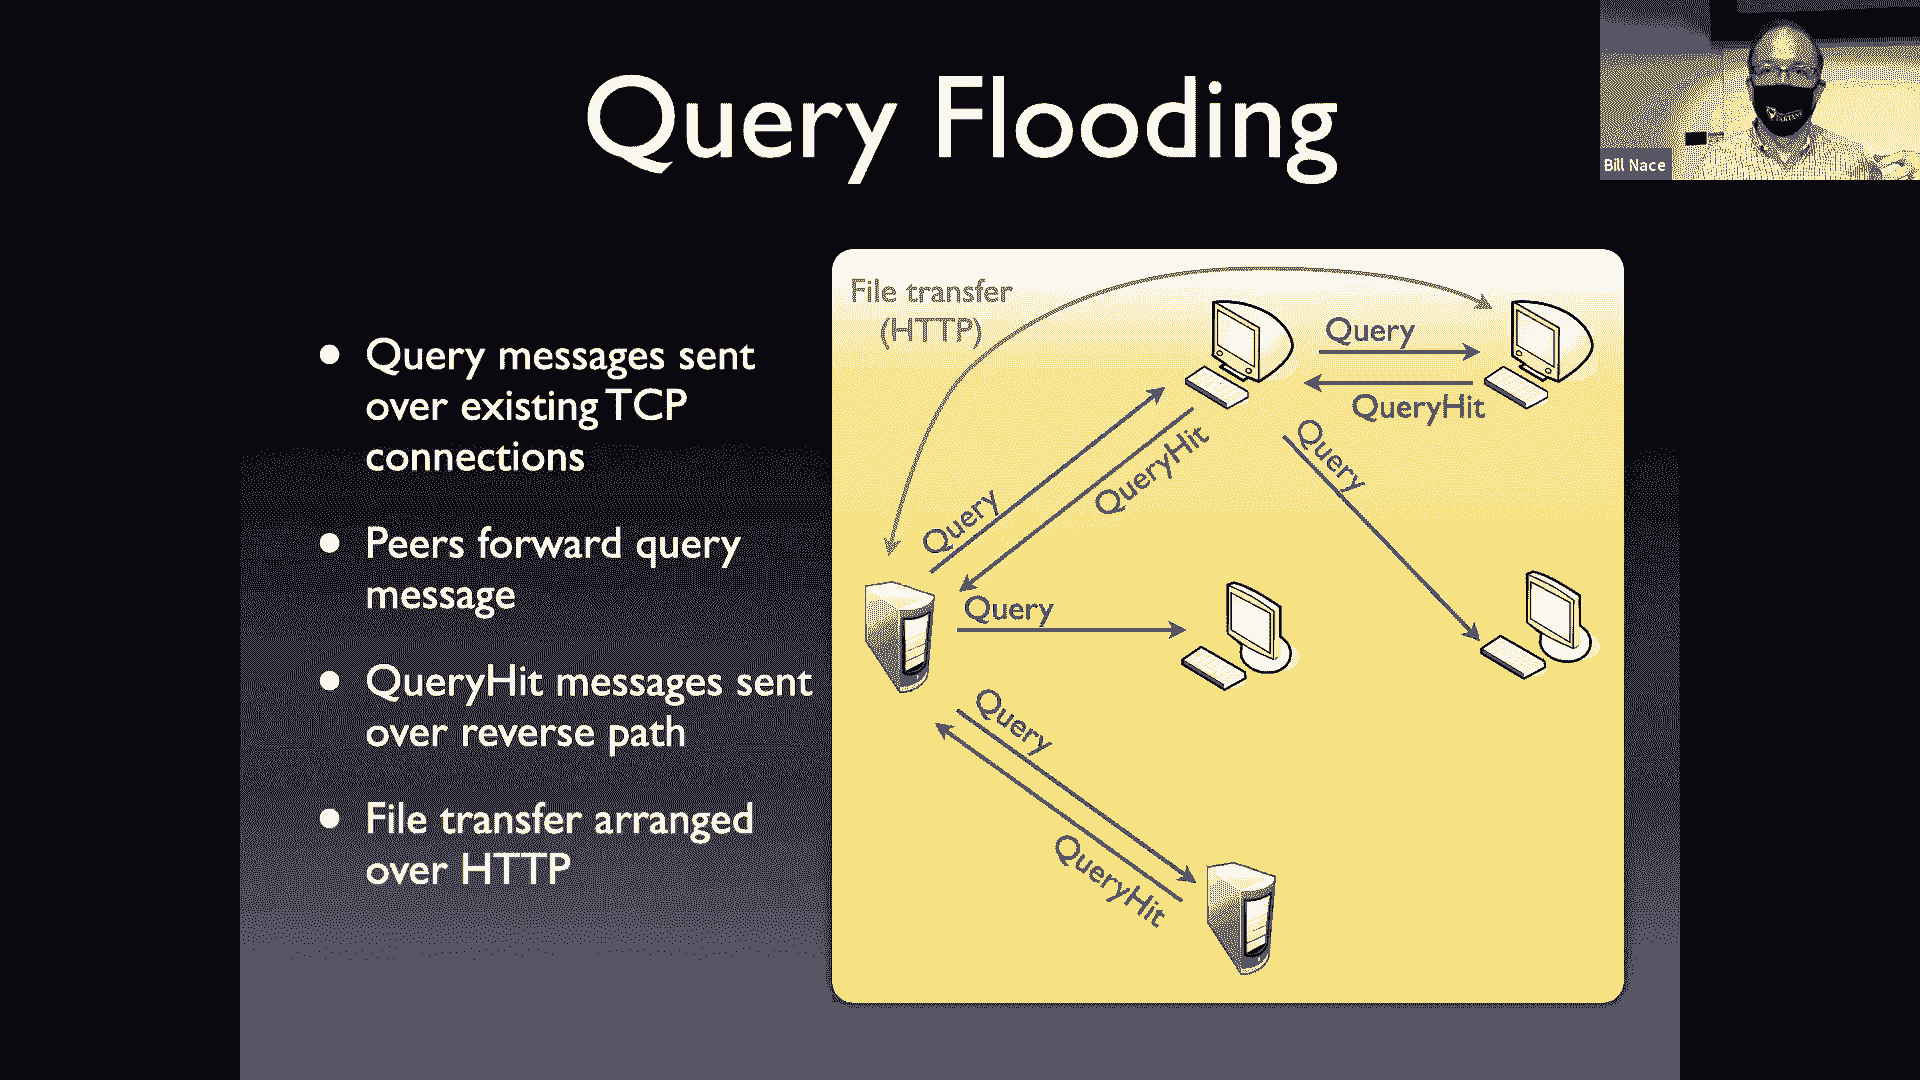 Query Flooding
Bill Nace
Query messages sent
over existing TCP
connections
Peers forward query
message
QueryHit messages sent
over reverse path
File transfer arranged
over HTTP
File transfer
(HTTP)
Query
QueryHit
Query
QueryHit
Query
Query
Query
QueryHit